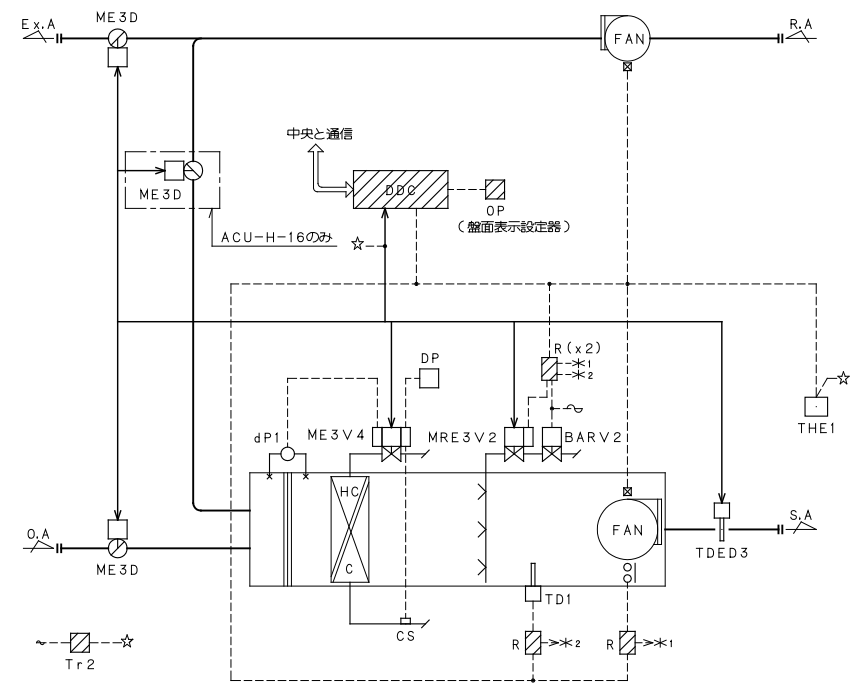 Ex.A
ME3D
FAN
R.A
中央と通信
ME3D
DDC
OP
(盤面表示設定器)
ACU-H-16のみ
R(x2)
1
2
DP
THE1
dP1
ME3V4
MRE3V2
BARV2
HC
C
FAN
O.A
ME3D
S.A
TDED3
TD1
CS
Tr2
R
2
R
1